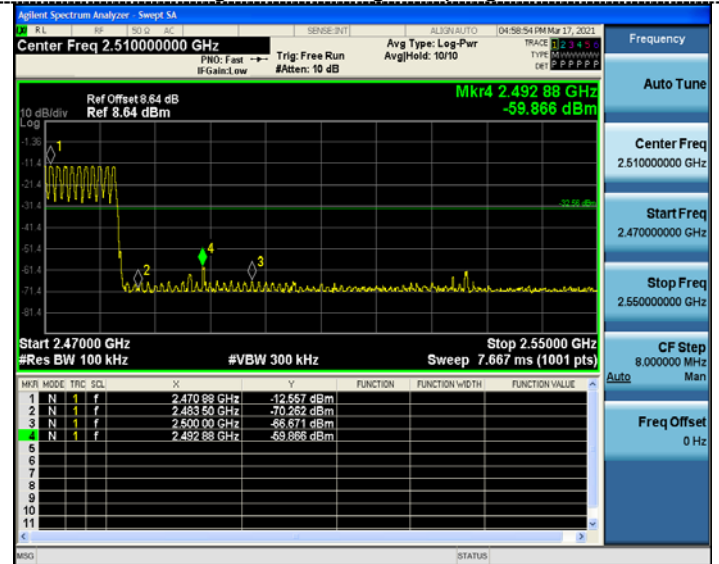 Agilent Spectrum Analyzer - Swept SA
RL RF 50 Ω AC SENSE:INT ALIGNAUTO 04:58:54 PM Mar 17, 2021
Center Freq 2.510000000 GHz
PNO: Fast
IFGain:Low
Trig: Free Run
#Atten: 10 dB
Avg Type: Log-Pwr
Avg|Hold: 10/10
TRACE 1 2 3 4 5 6
TYPE MWWWWW
DET P P P P P P
Mkr4 2.492 88 GHz
-59.866 dBm
Ref Offset 8.64 dB
10 dB/div Ref 8.64 dBm
Log
-1.36
-11.4
-21.4
-31.4
-41.4
-51.4
-61.4
-71.4
-81.4
1
2
3
4
-32.56 dBm
Start 2.47000 GHz Stop 2.55000 GHz
#Res BW 100 kHz #VBW 300 kHz Sweep 7.667 ms (1001 pts)
MKR MODE TRC SCL X Y FUNCTION FUNCTION WIDTH FUNCTION VALUE
1 N 1 f 2.470 88 GHz -12.557 dBm
2 N 1 f 2.483 50 GHz -70.262 dBm
3 N 1 f 2.500 00 GHz -66.671 dBm
4 N 1 f 2.492 88 GHz -59.866 dBm
5
6
7
8
9
10
11
MSG STATUS
Frequency
Auto Tune
Center Freq
2.510000000 GHz
Start Freq
2.470000000 GHz
Stop Freq
2.550000000 GHz
CF Step
8.000000 MHz
Auto Man
Freq Offset
0 Hz